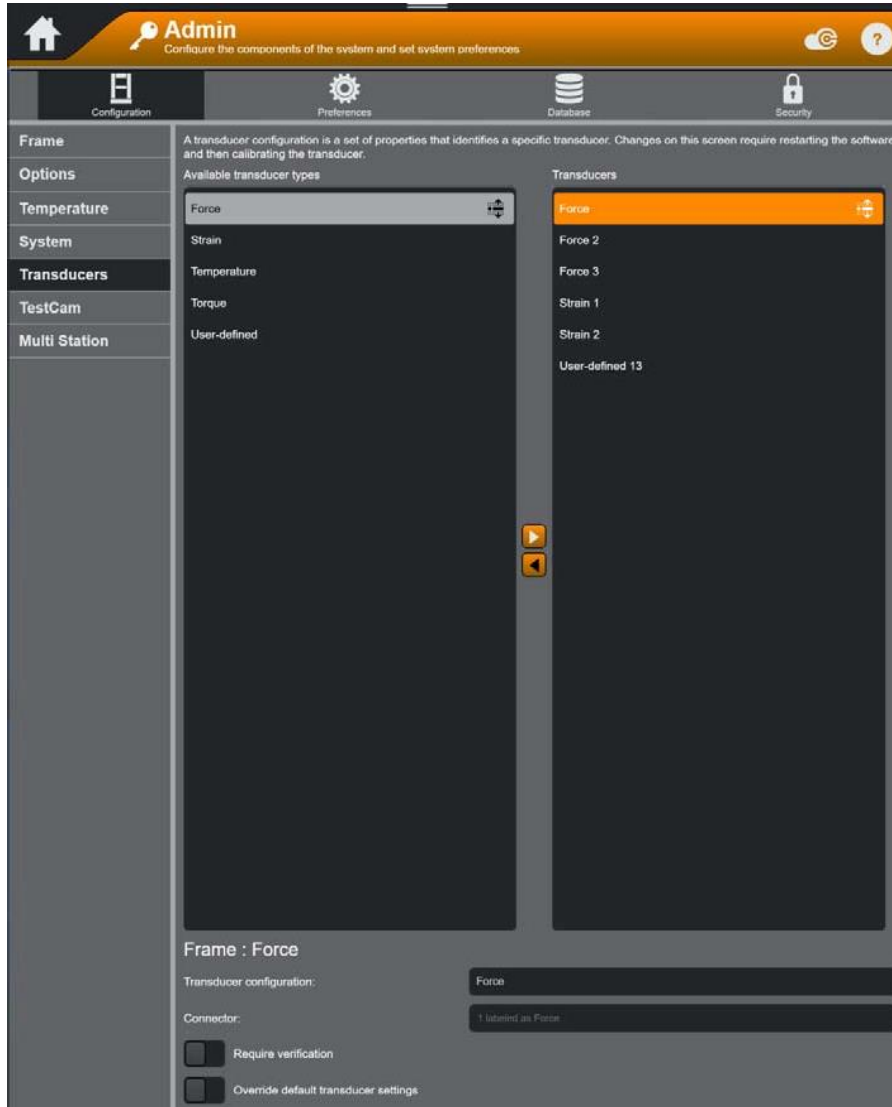 Admin
Configure the components of the system and set system preferences
?
Configuration
Preferences
Database
Security
Frame
Options
Temperature
System
Transducers
TestCam
Multi Station
A transducer configuration is a set of properties that identifies a specific transducer. Changes on this screen require restarting the software
and then calibrating the transducer.
Available transducer types
Force
Strain
Temperature
Torque
User-defined
Transducers
Force
Force 2
Force 3
Strain 1
Strain 2
User-defined 13
Frame : Force
Transducer configuration:
Force
Connector:
1 labeled as Force
Require verification
Override default transducer settings